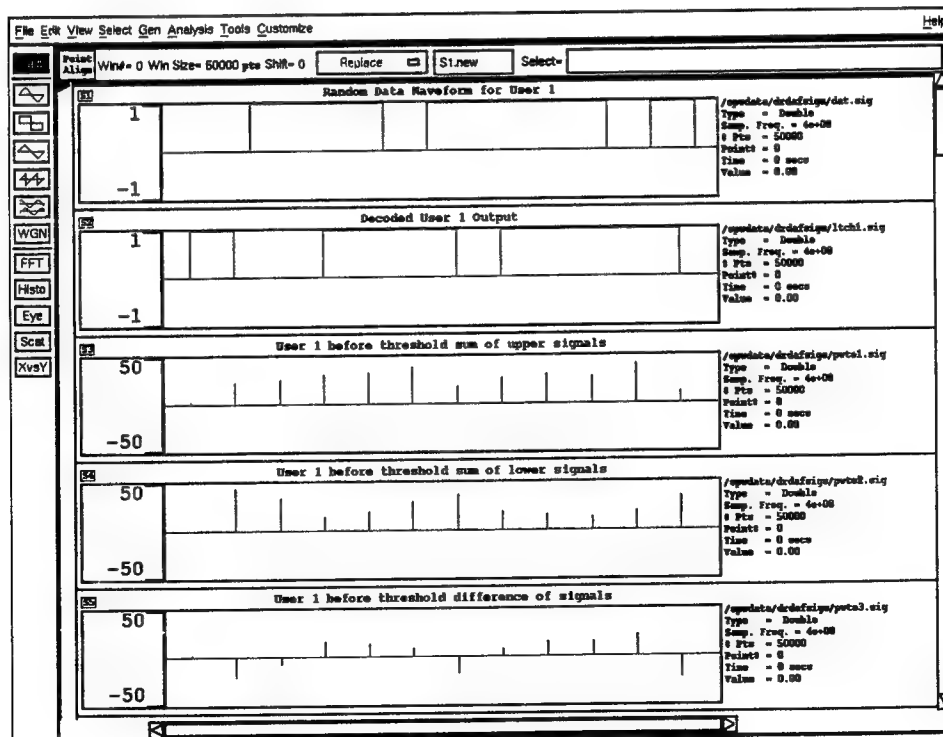 File Edit View Select Gen Analysis Tools Customize Help
Point Align Win#= 0 Win Size= 50000 pts Shift= 0 Replace S1.new Select=
WGN
FFT
Histo
Eye
Scat
XvsY
S1 Random Data Waveform for User 1
1
-1
Type = Double
Samp. Freq. = 4e+08
# Pts = 50000
Point# = 0
Time = 0 secs
Value = 0.00
S2 Decoded User 1 Output
1
-1
Type = Double
Samp. Freq. = 4e+08
# Pts = 50000
Point# = 0
Time = 0 secs
Value = 0.00
S3 User 1 before threshold sum of upper signals
50
-50
Type = Double
Samp. Freq. = 4e+08
# Pts = 50000
Point# = 0
Time = 0 secs
Value = 0.00
S4 User 1 before threshold sum of lower signals
50
-50
Type = Double
Samp. Freq. = 4e+08
# Pts = 50000
Point# = 0
Time = 0 secs
Value = 0.00
S5 User 1 before threshold difference of signals
50
-50
Type = Double
Samp. Freq. = 4e+08
# Pts = 50000
Point# = 0
Time = 0 secs
Value = 0.00